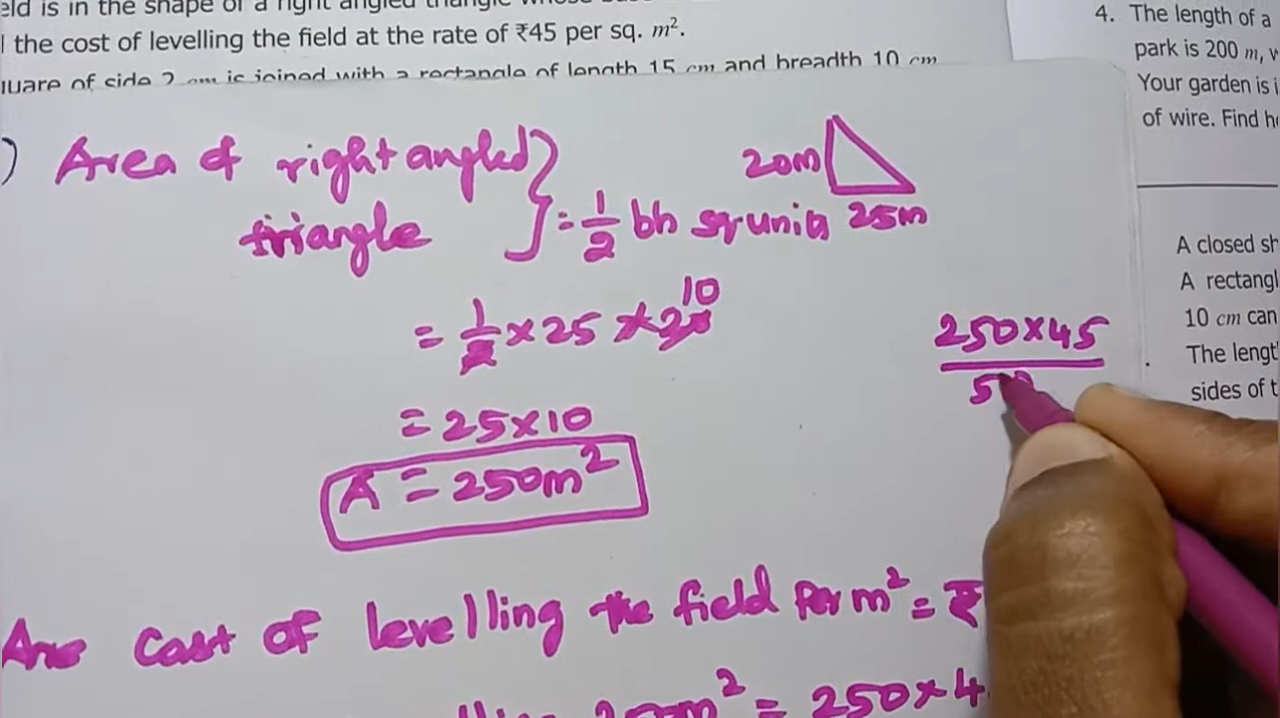 eld is in the shape of a right angled triangle whose
the cost of levelling the field at the rate of ₹45 per sq. m².
uare of side 2 cm is joined with a rectangle of length 15 cm and breadth 10 cm
4. The length of a
park is 200 m, w
Your garden is i
of wire. Find h
) Area of right angled
triangle } = 1/2 bh sq units
20m
25m
= 1/2 × 25 × 20 10
= 25×10
A = 250m²
250×45
A closed sh
A rectangl
10 cm can
The lengt
sides of t
Ans Cost of levelling the field Per m² = ₹
m² = 250×4